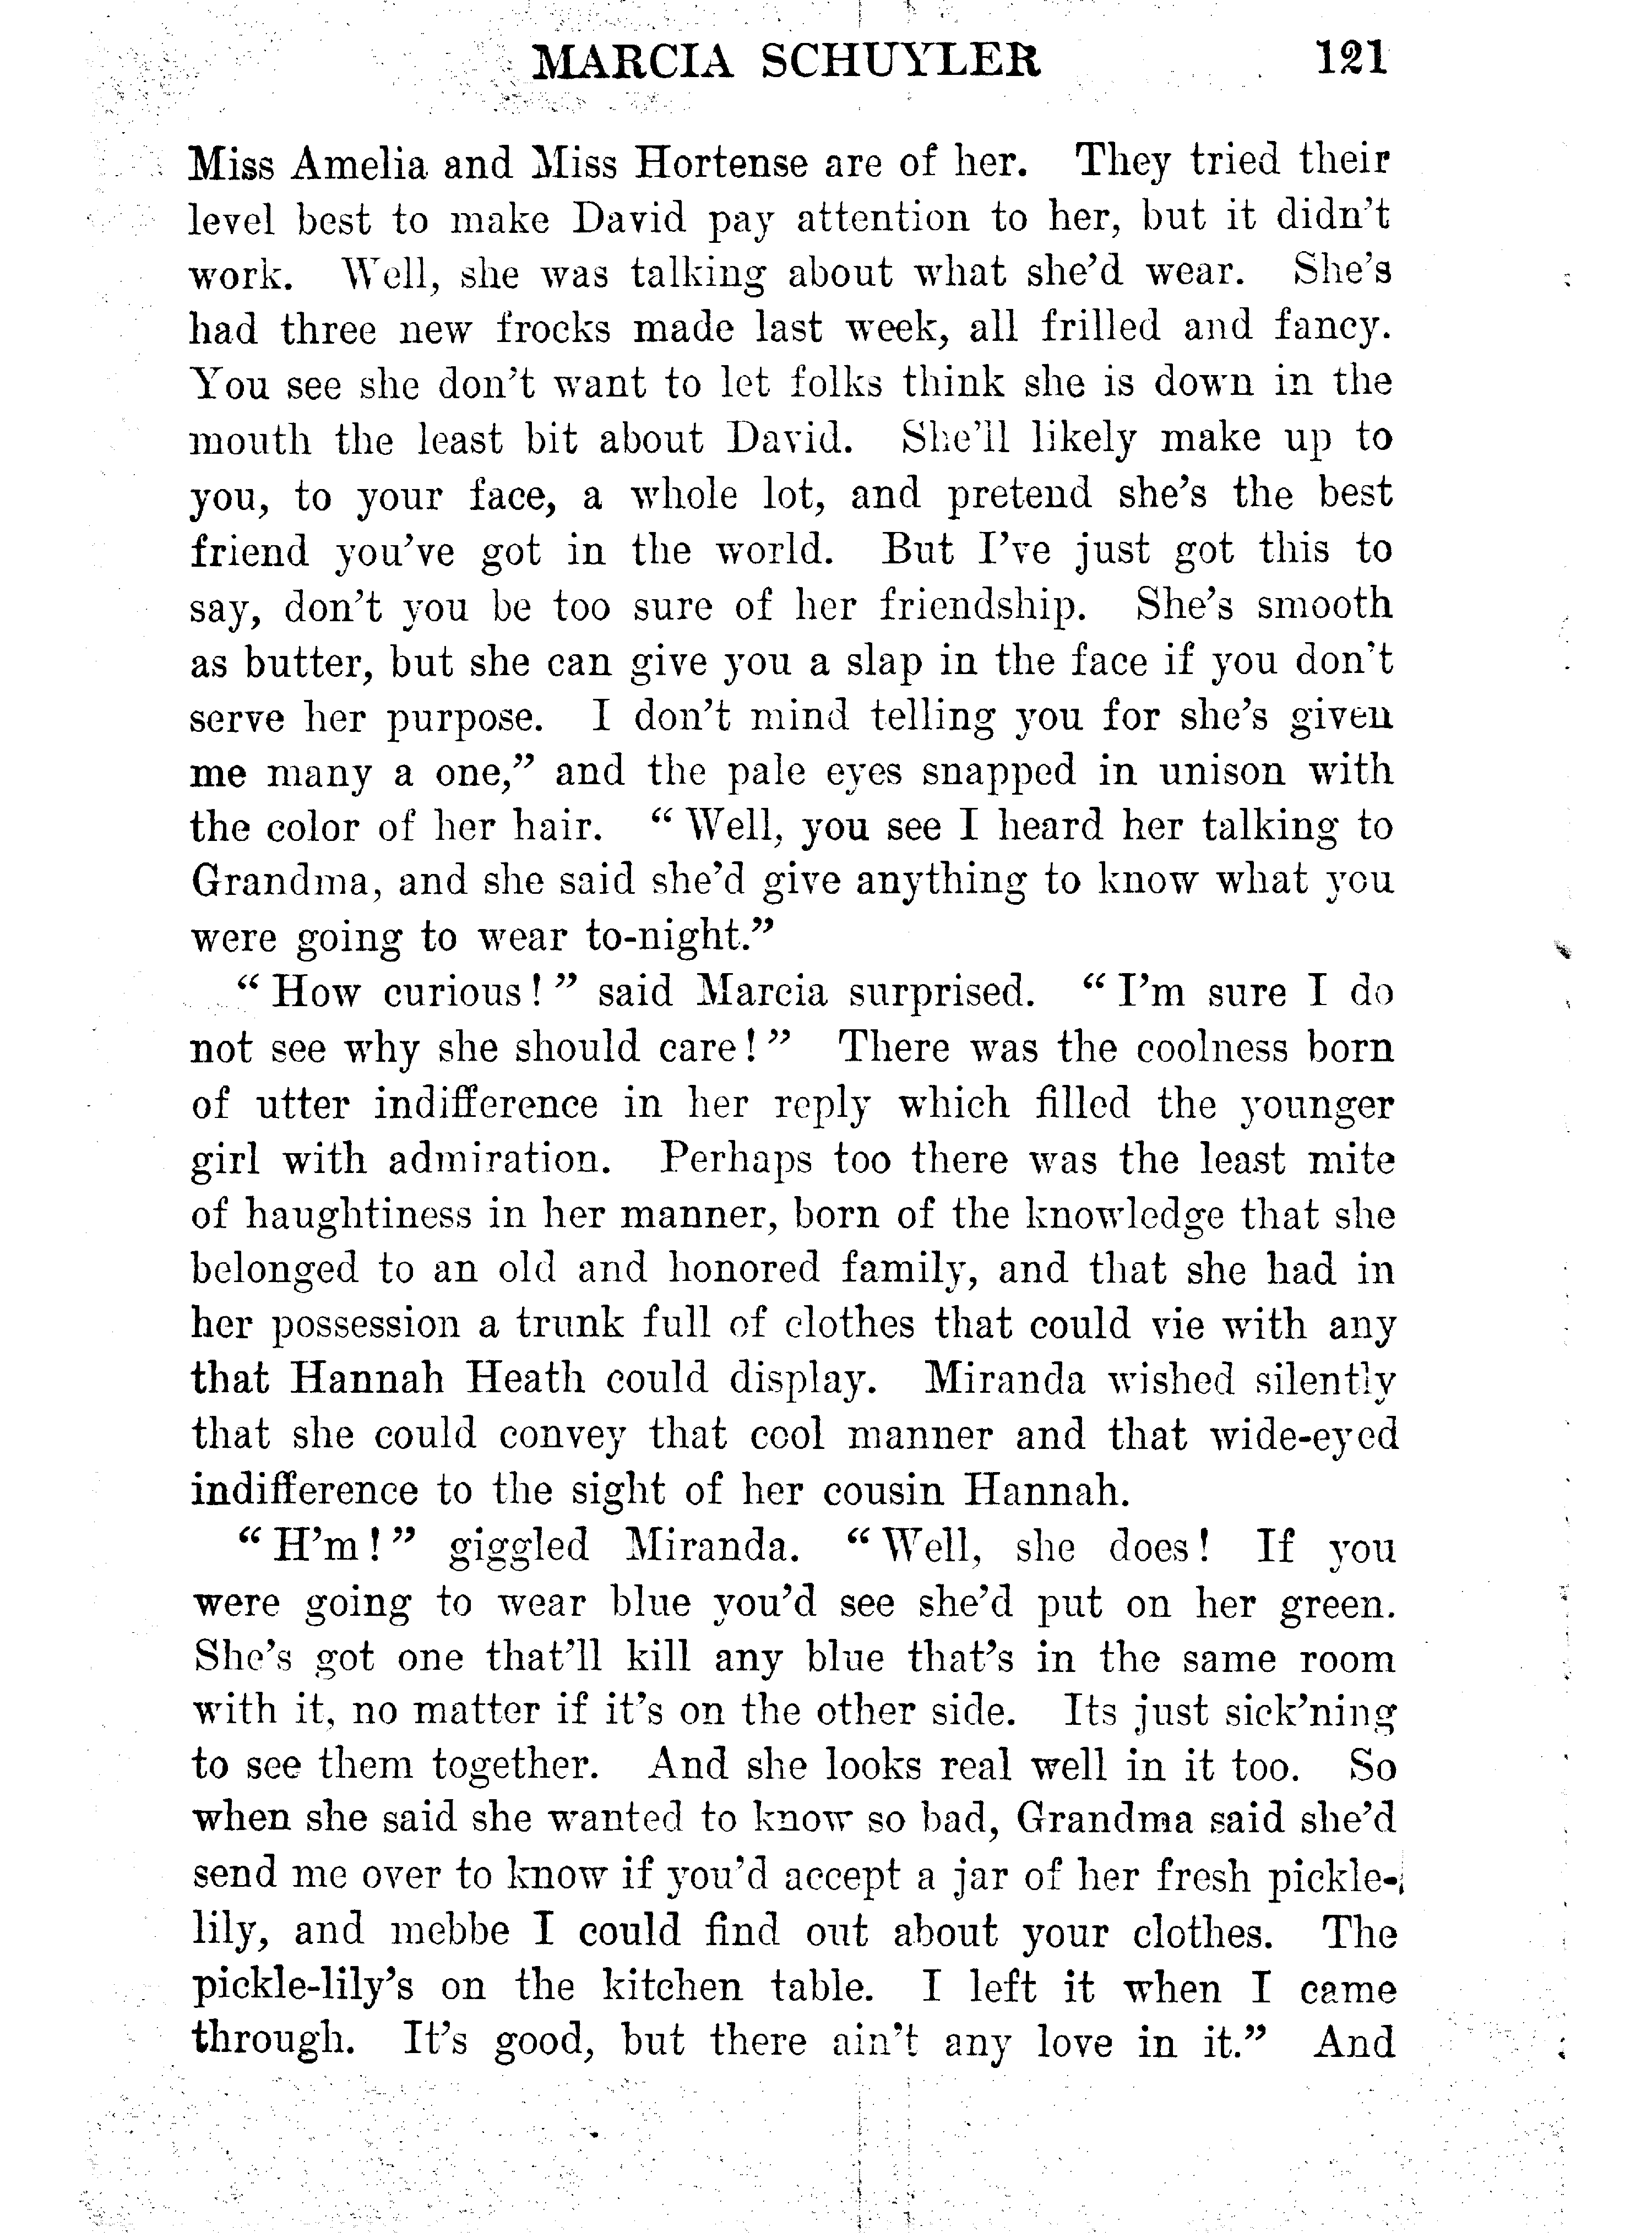 MARCIA SCHUYLER 121
Miss Amelia and Miss Hortense are of her. They tried their
level best to make David pay attention to her, but it didn't
work. Well, she was talking about what she'd wear. She's
had three new frocks made last week, all frilled and fancy.
You see she don't want to let folks think she is down in the
mouth the least bit about David. She'll likely make up to
you, to your face, a whole lot, and pretend she's the best
friend you've got in the world. But I've just got this to
say, don't you be too sure of her friendship. She's smooth
as butter, but she can give you a slap in the face if you don't
serve her purpose. I don't mind telling you for she's given
me many a one,” and the pale eyes snapped in unison with
the color of her hair. “ Well, you see I heard her talking to
Grandma, and she said she'd give anything to know what you
were going to wear to-night.”
“ How curious! ” said Marcia surprised. “ I'm sure I do
not see why she should care! ” There was the coolness born
of utter indifference in her reply which filled the younger
girl with admiration. Perhaps too there was the least mite
of haughtiness in her manner, born of the knowledge that she
belonged to an old and honored family, and that she had in
her possession a trunk full of clothes that could vie with any
that Hannah Heath could display. Miranda wished silently
that she could convey that cool manner and that wide-eyed
indifference to the sight of her cousin Hannah.
“ H'm! ” giggled Miranda. “ Well, she does! If you
were going to wear blue you'd see she'd put on her green.
She's got one that'll kill any blue that's in the same room
with it, no matter if it's on the other side. Its just sick'ning
to see them together. And she looks real well in it too. So
when she said she wanted to know so bad, Grandma said she'd
send me over to know if you'd accept a jar of her fresh pickle-
lily, and mebbe I could find out about your clothes. The
pickle-lily's on the kitchen table. I left it when I came
through. It's good, but there ain't any love in it.” And